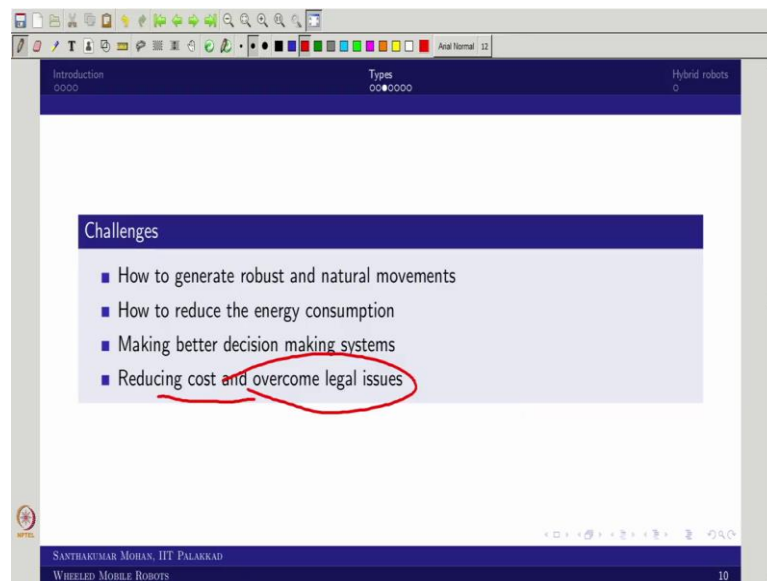 T
Arial Normal 12
Introduction
Types
Hybrid robots
Challenges
How to generate robust and natural movements
How to reduce the energy consumption
Making better decision making systems
Reducing cost and overcome legal issues
NPTEL
SANTHAKUMAR MOHAN, IIT PALAKKAD
WHEELED MOBILE ROBOTS
10